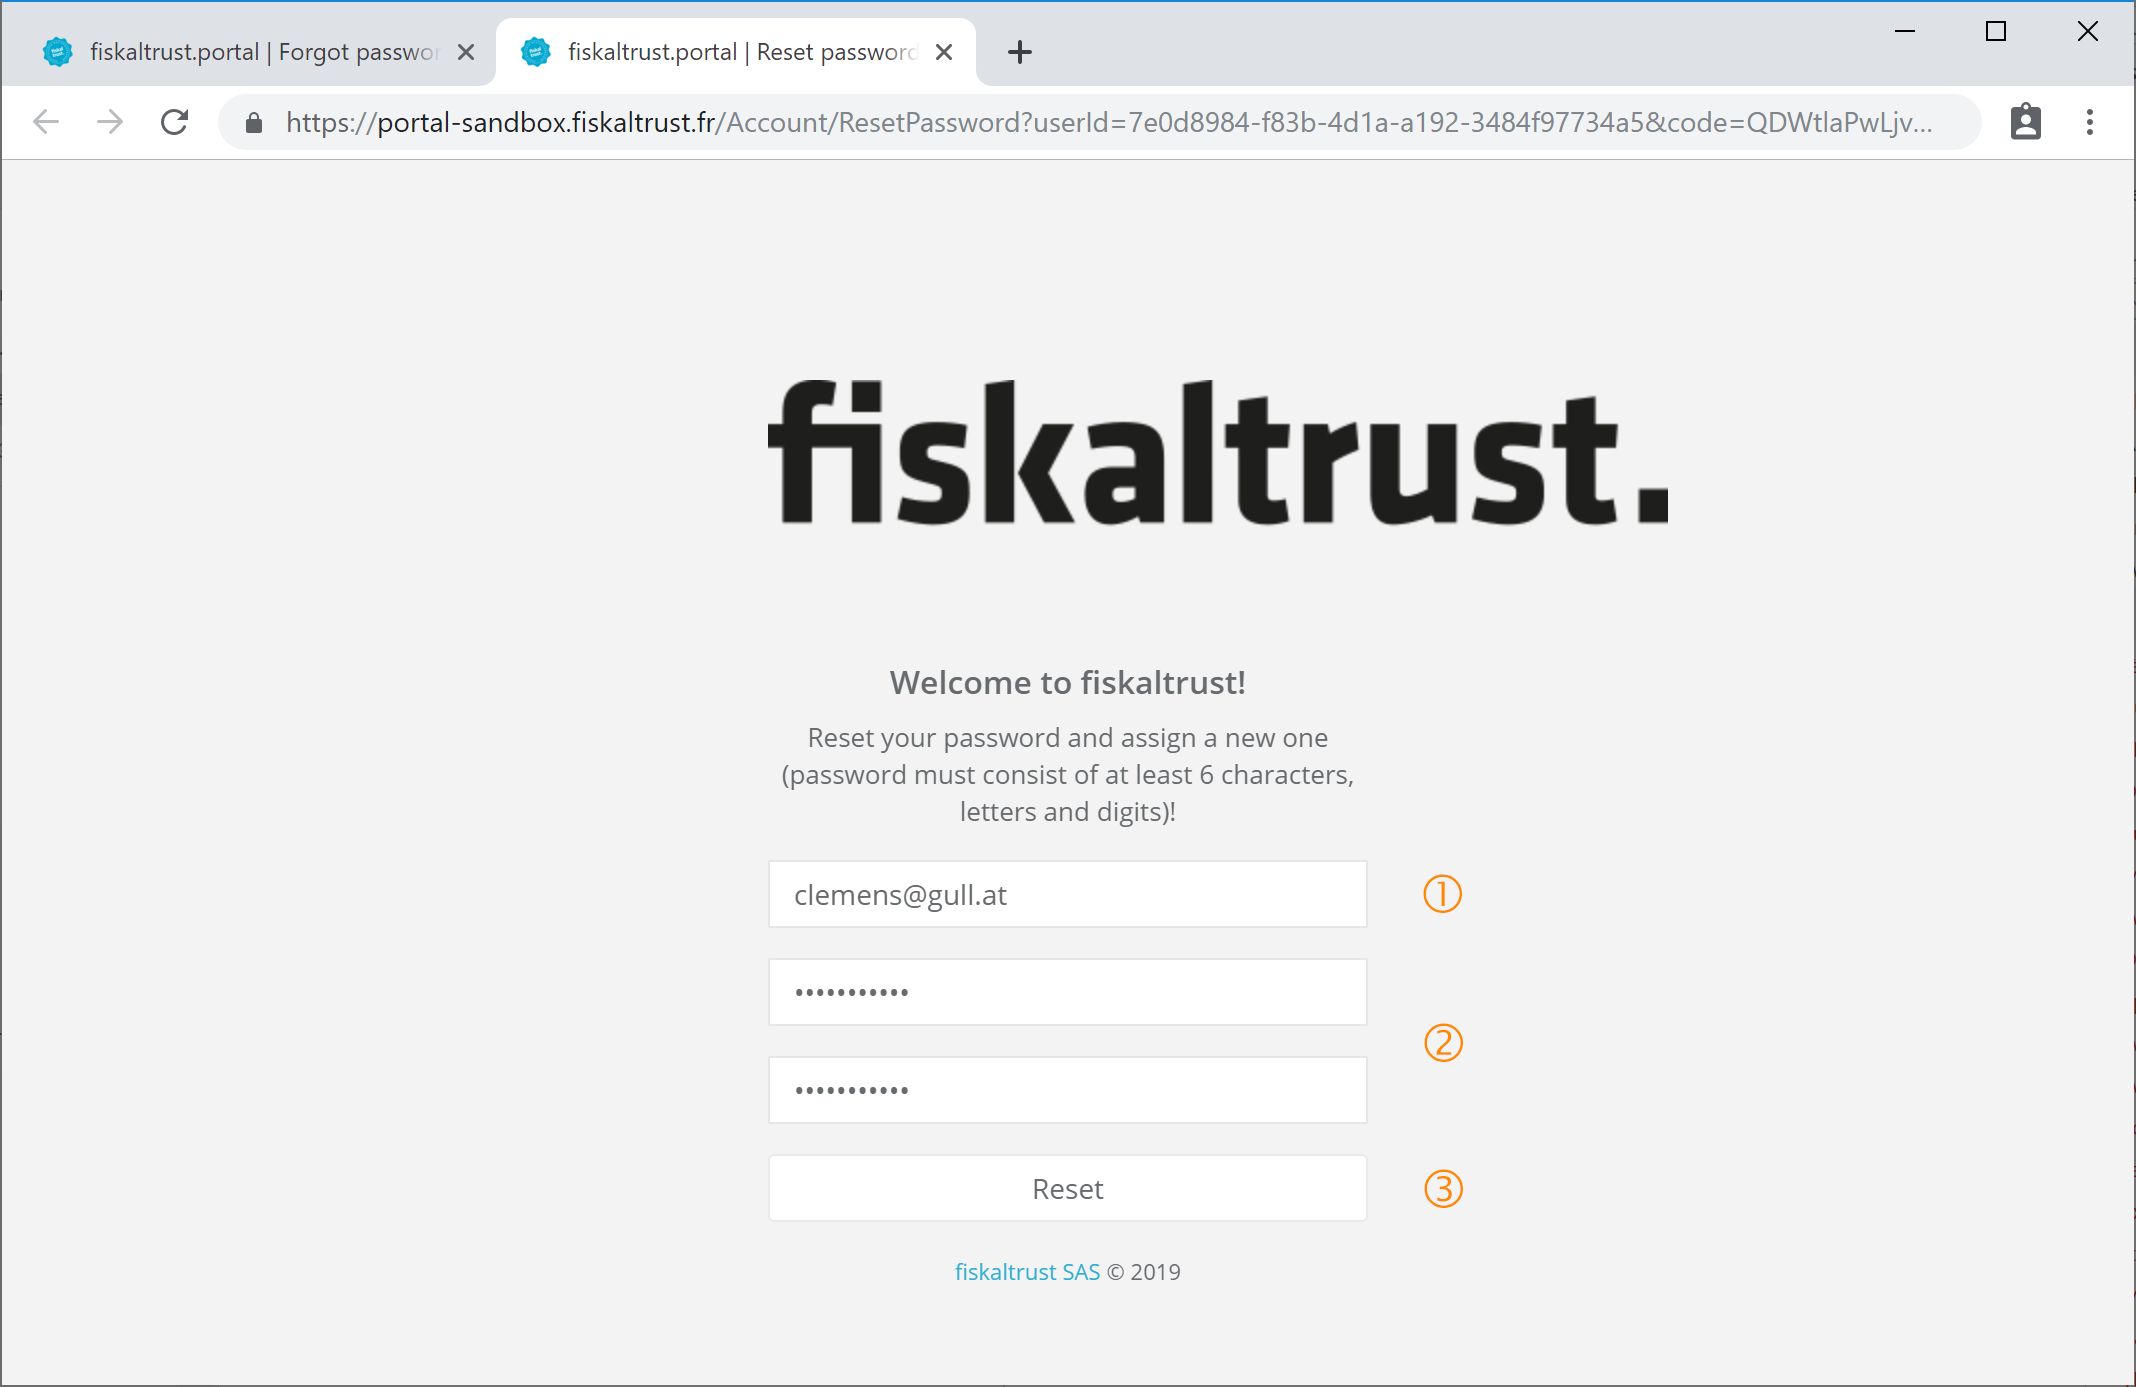 fiskaltrust.portal | Forgot passwor
fiskaltrust.portal | Reset password
https://portal-sandbox.fiskaltrust.fr/Account/ResetPassword?userId=7e0d8984-f83b-4d1a-a192-3484f97734a5&code=QDWtlaPwLjv...
fiskaltrust.
Welcome to fiskaltrust!
Reset your password and assign a new one
(password must consist of at least 6 characters,
letters and digits)!
clemens@gull.at
①
•••••••••••
②
•••••••••••
Reset
③
fiskaltrust SAS © 2019